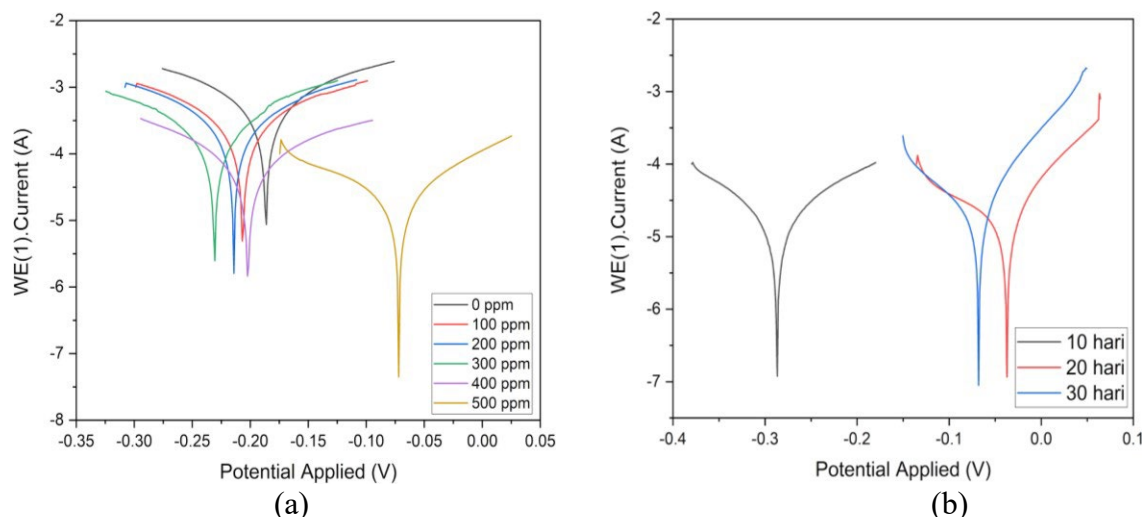 -2
-3
-4
-5
-6
-7
-8
WE(1).Current (A)
0 ppm
100 ppm
200 ppm
300 ppm
400 ppm
500 ppm
-0.35 -0.30 -0.25 -0.20 -0.15 -0.10 -0.05 0.00 0.05
Potential Applied (V)
(a)
-2
-3
-4
-5
-6
-7
WE(1).Current (A)
10 hari
20 hari
30 hari
-0.4 -0.3 -0.2 -0.1 0.0 0.1
Potential Applied (V)
(b)